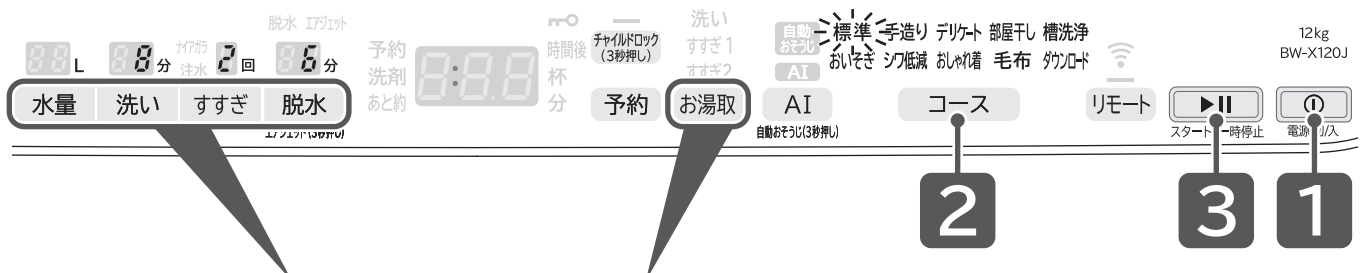 脱水 エアジェット
洗い
自動おそうじ
標準 手造り デリケート 部屋干し 槽洗浄
12kg
L
8 分
ナイアガラ
注水
2 回
6 分
予約
洗剤
あと約
8:8.8
時間後
杯
分
チャイルドロック
(3秒押し)
すすぎ1
すすぎ2
AI
おいそぎ シワ低減 おしゃれ着 毛布 ダウンロード
BW-X120J
水量 洗い すすぎ 脱水
エアジェット(3秒押し)
予約
お湯取
AI
自動おそうじ(3秒押し)
コース
リモート
スタート 一時停止
電源 切/入
2
3
1